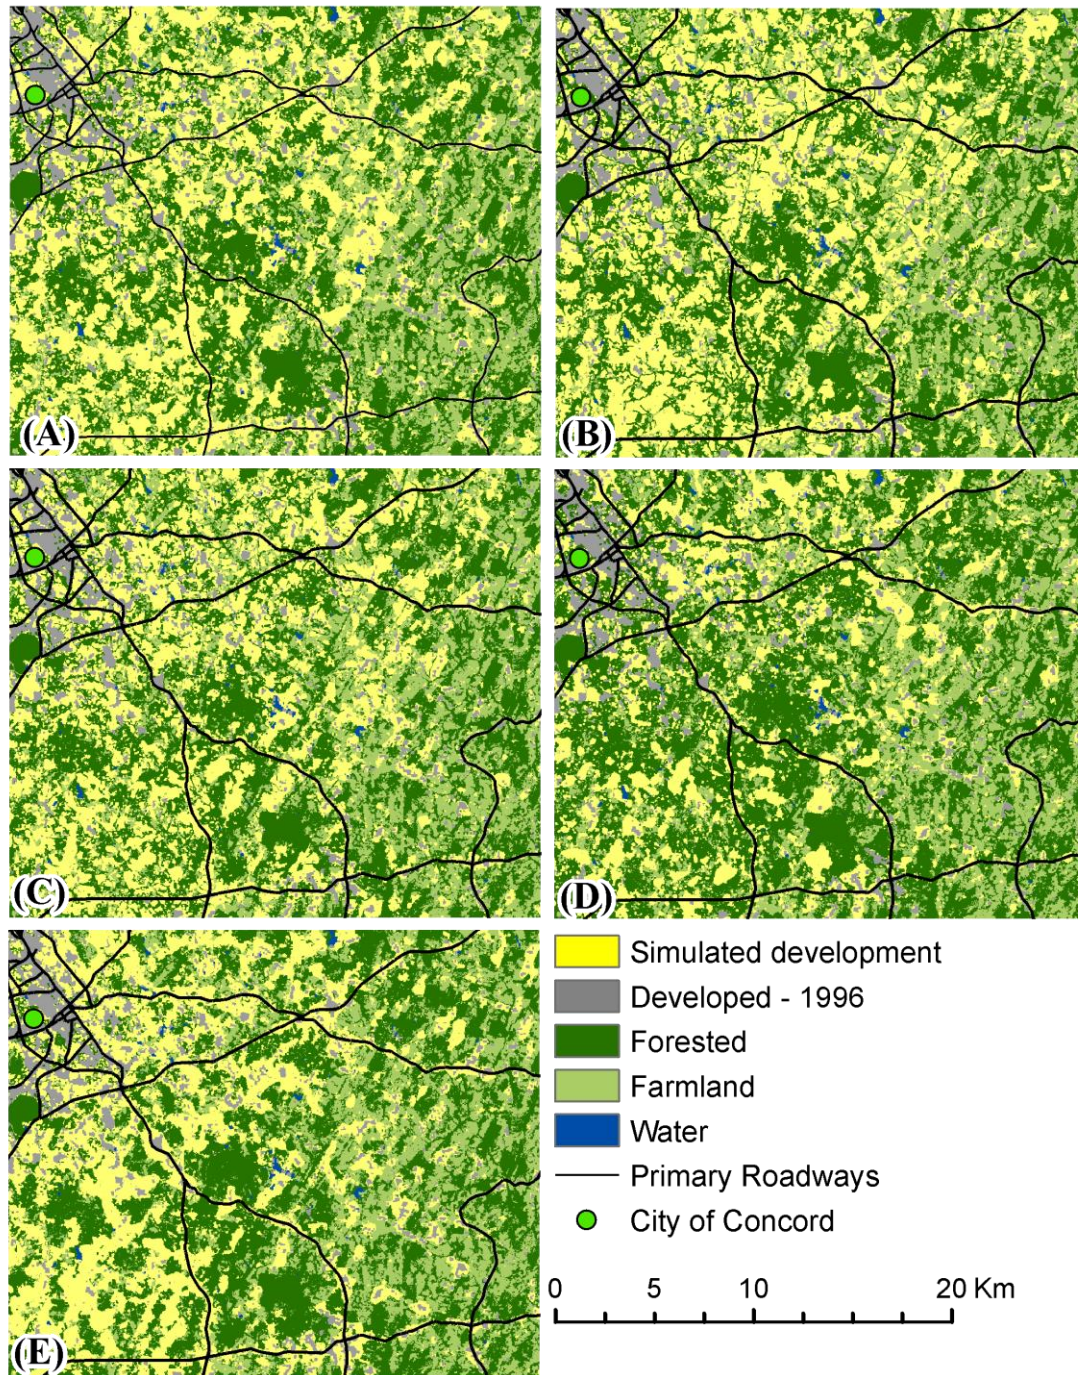 (A)
(B)
(C)
(D)
(E)
Simulated development
Developed - 1996
Forested
Farmland
Water
Primary Roadways
City of Concord
0 5 10 20 Km